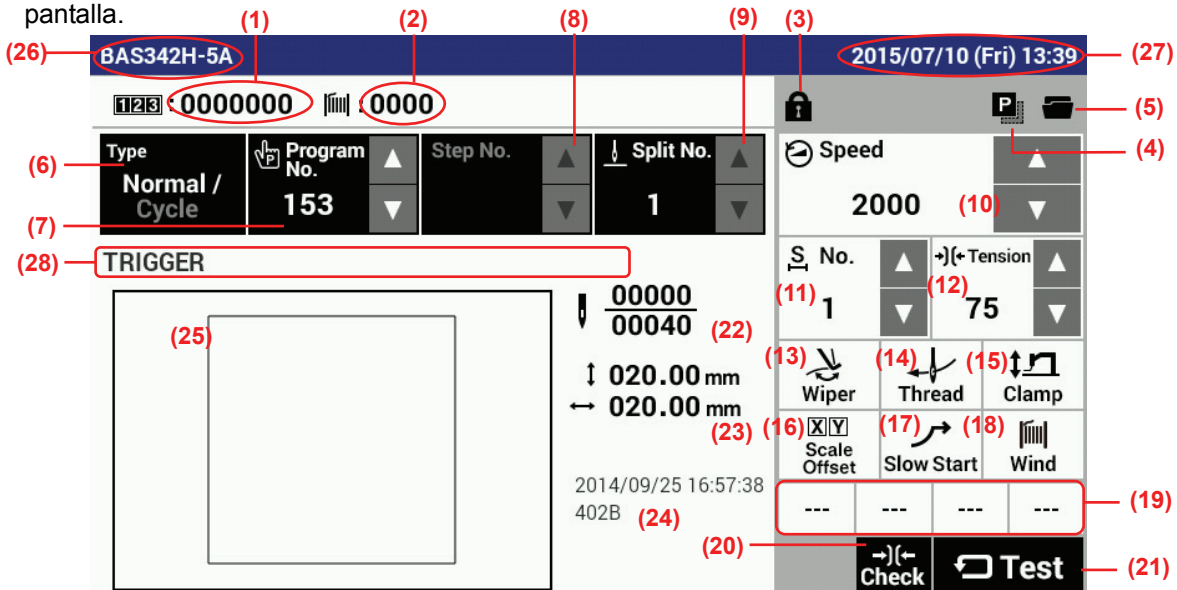 pantalla.
(1) (2) (8) (9) (3)
(26) BAS342H-5A 2015/07/10 (Fri) 13:39 (27)
123 : 0000000 : 0000 P (5)
(4)
(6) Type Program No. Step No. Split No. Speed
Normal / Cycle 153 1 2000 (10)
(7)
(28) TRIGGER S No. Tension
(11) 1 (12) 75
(25) 00000
00040 (22)
020.00 mm
020.00 mm
(23)
(13) Wiper (14) Thread (15) Clamp
(16) XY Scale Offset (17) Slow Start (18) Wind
2014/09/25 16:57:38
402B (24)
--- --- --- --- (19)
(20) Check Test (21)